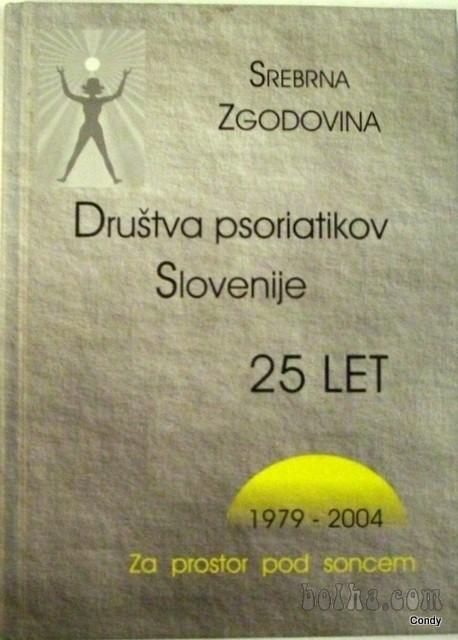 SREBRNA
ZGODOVINA
Društva psoriatikov
Slovenije
25 LET
1979 - 2004
Za prostor pod soncem
bolha.com
Condy